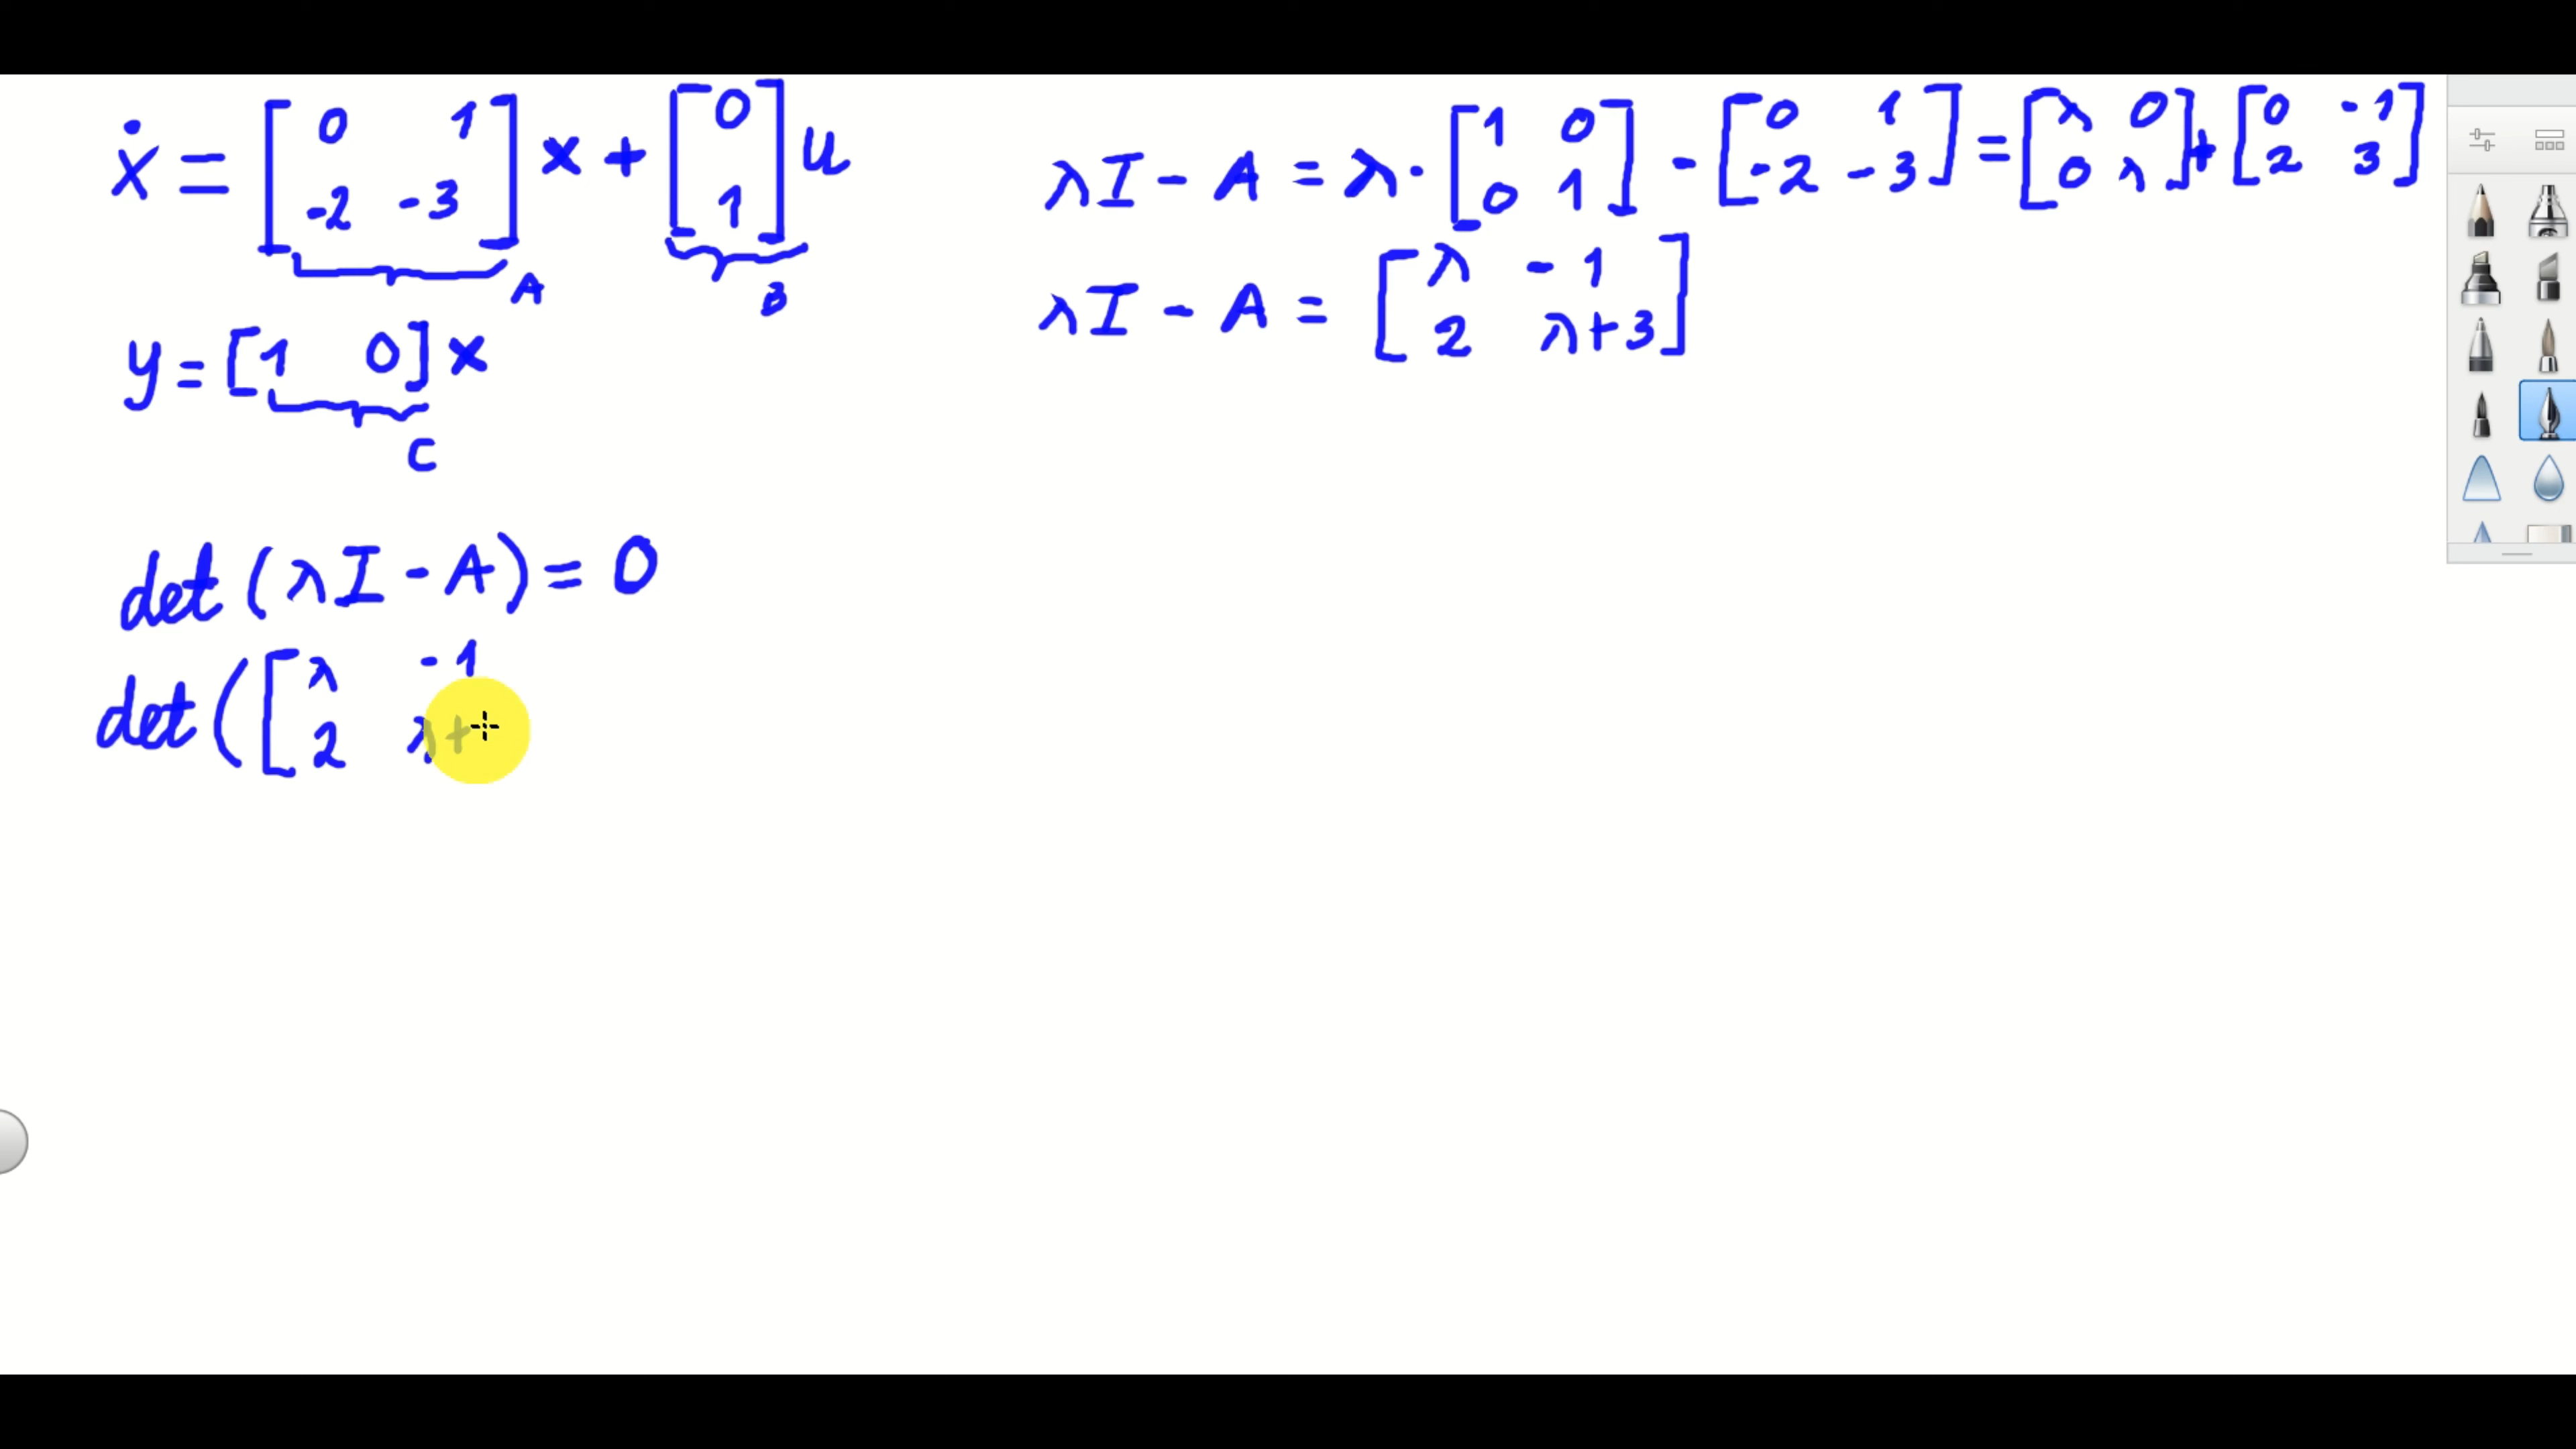 ẋ = [0 1; -2 -3] x + [0; 1] u
A
B
y = [1 0] x
C
det (λI - A) = 0
det ([λ -1; 2 λ+
λI - A = λ · [1 0; 0 1] - [0 1; -2 -3] = [λ 0; 0 λ] + [0 -1; 2 3]
λI - A = [λ -1; 2 λ+3]